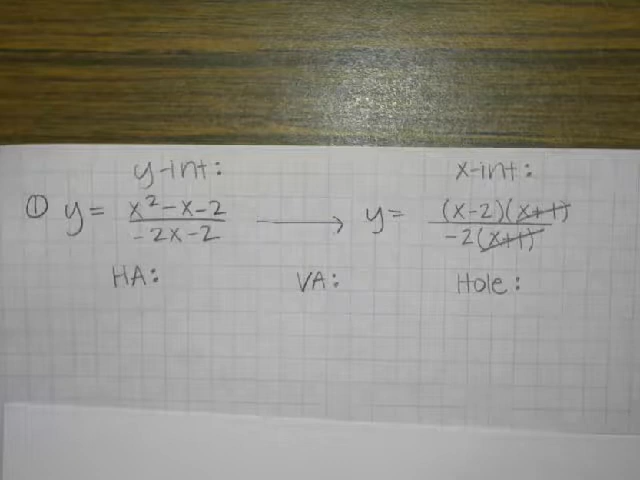 y-int: x-int:
① y = x² - x - 2 / -2x - 2 → y = (x-2)(x+1) / -2(x+1)
HA: VA: Hole: